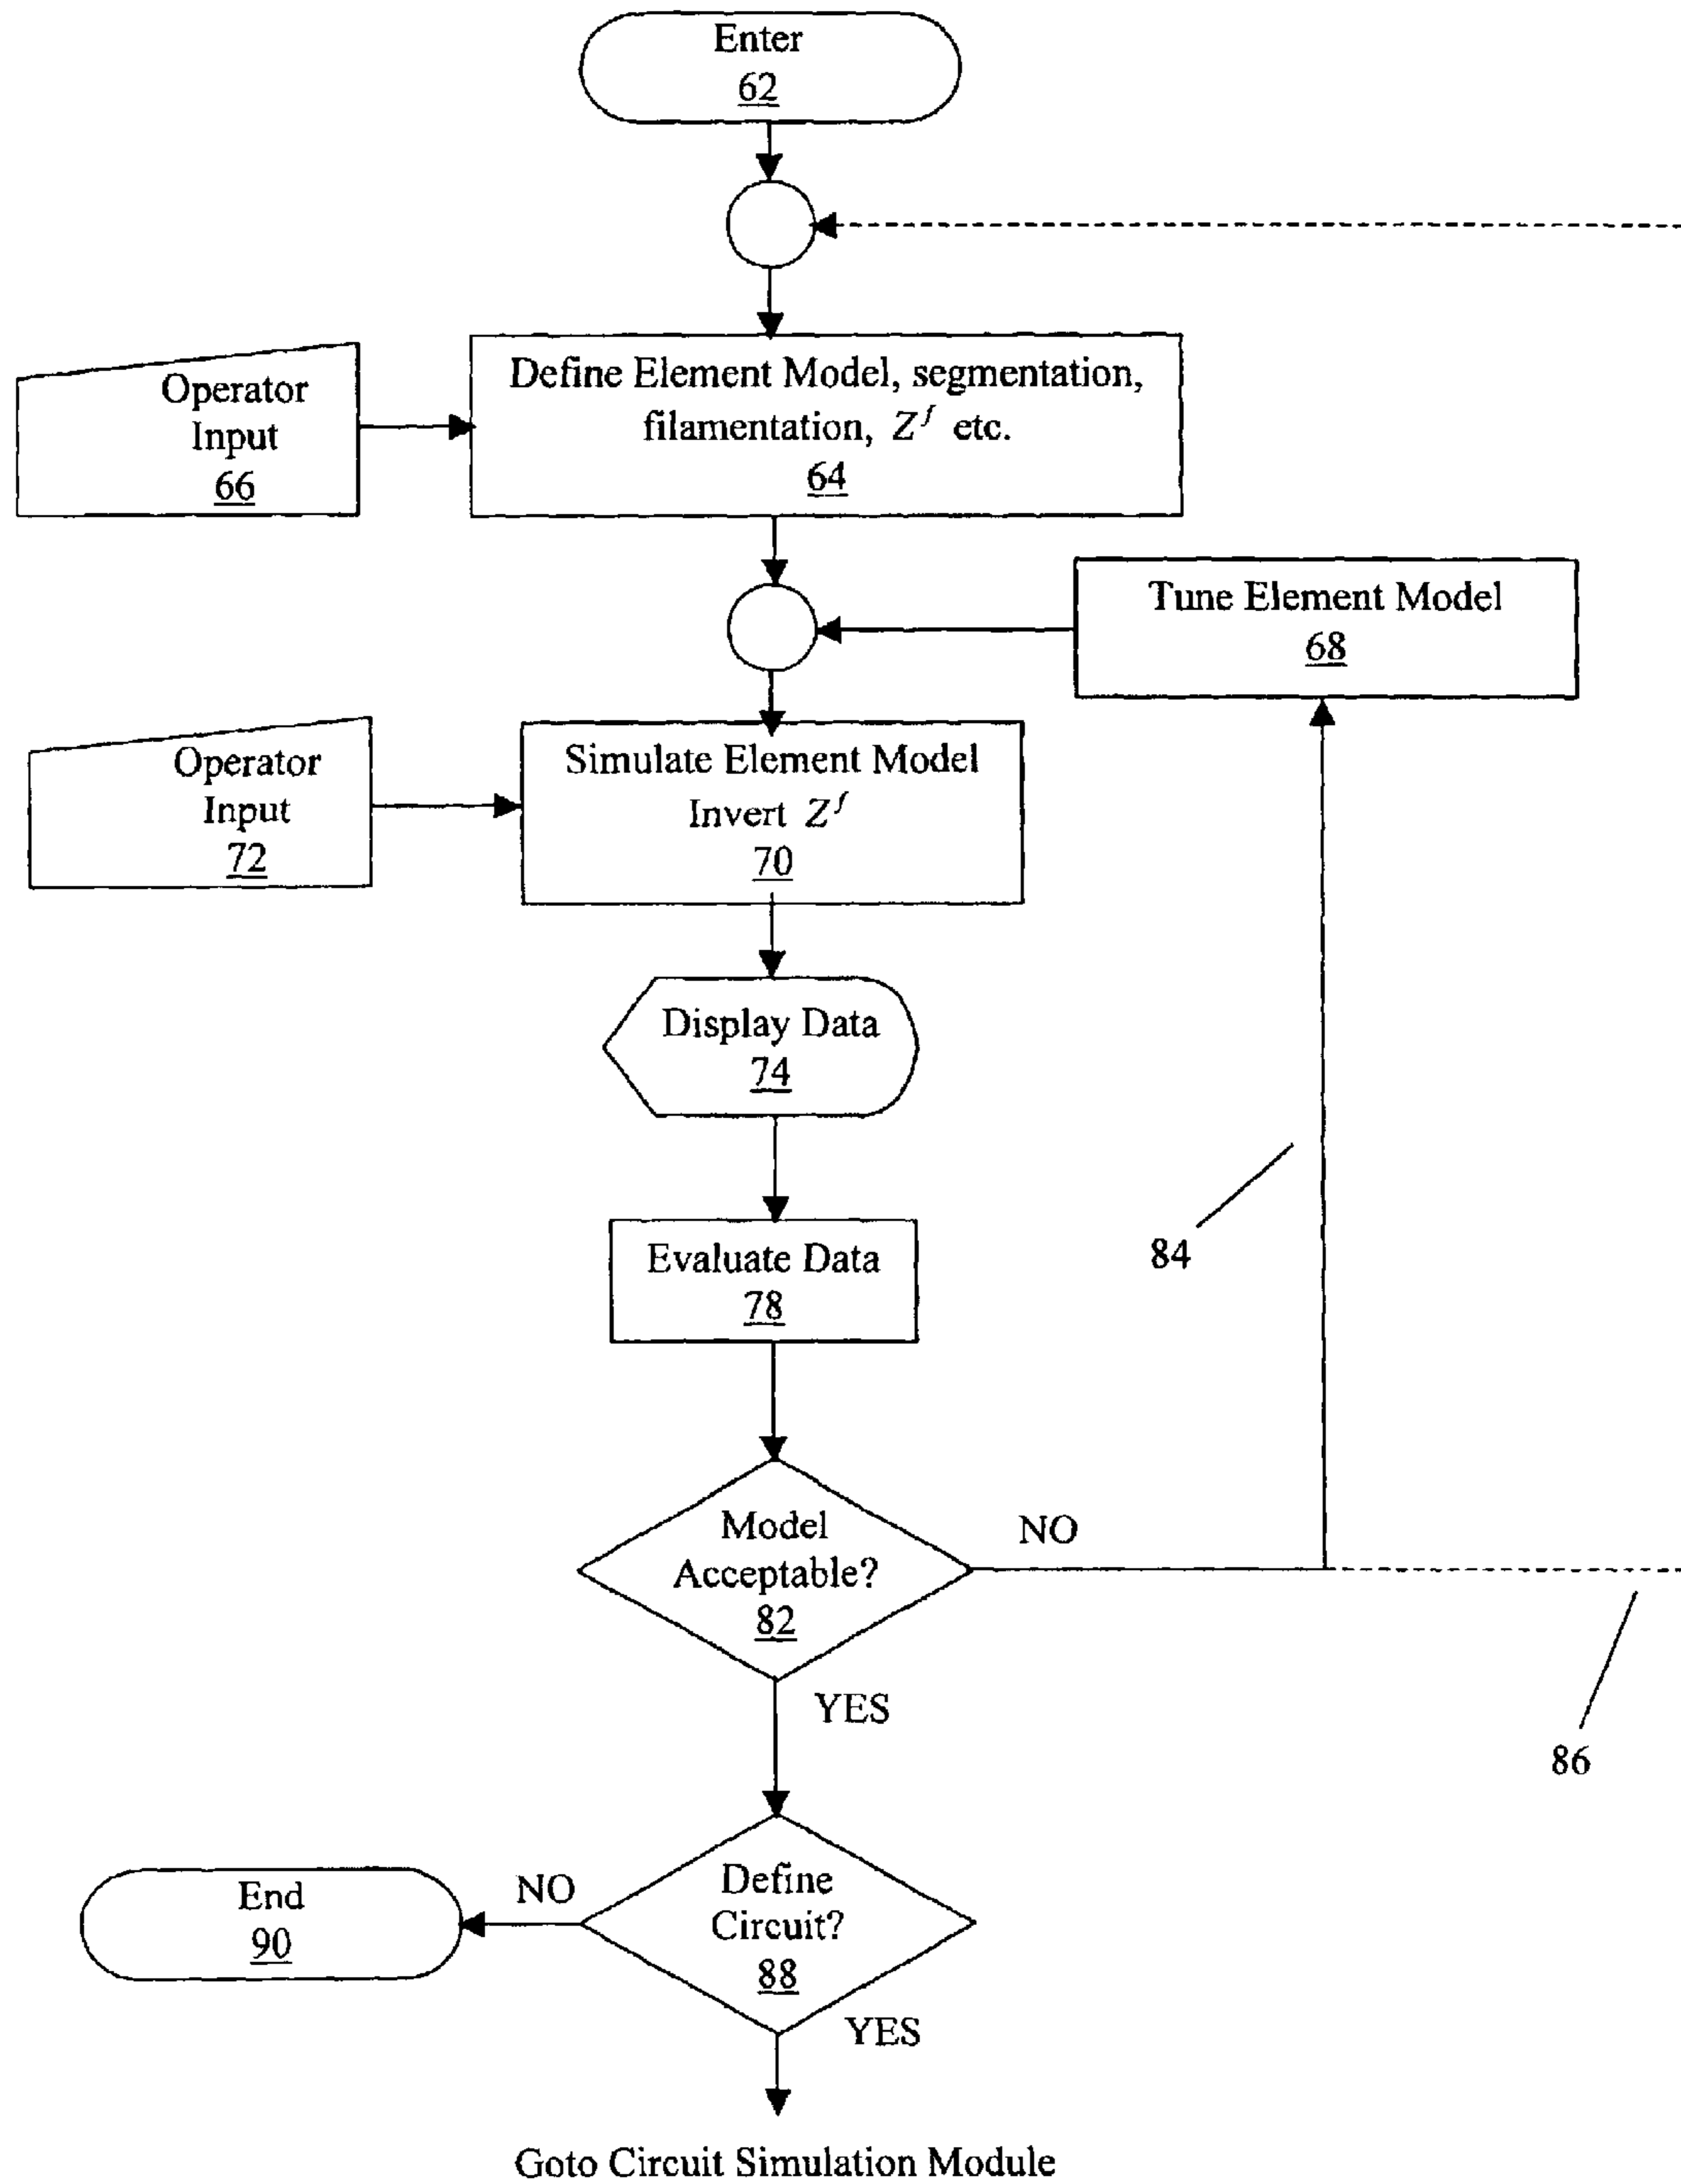 Enter
62
Operator
Input
66
Define Element Model, segmentation,
filamentation, Z^f etc.
64
Tune Element Model
68
Operator
Input
72
Simulate Element Model
Invert Z^f
70
Display Data
74
84
Evaluate Data
78
Model
Acceptable?
82
NO
YES
86
Define
Circuit?
88
NO
End
90
YES
Goto Circuit Simulation Module